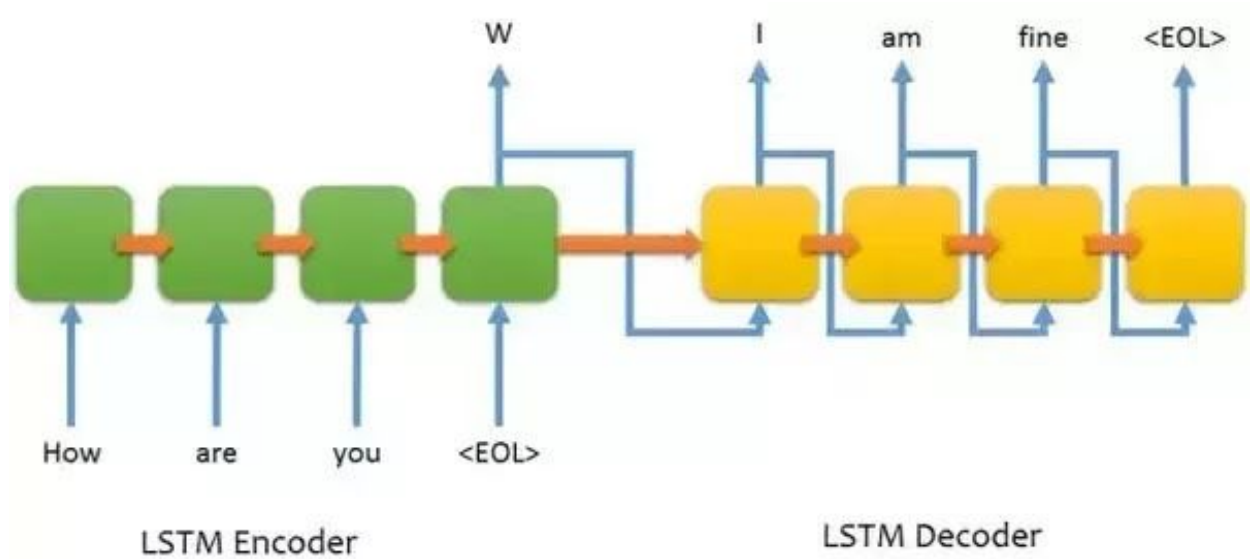 W I am fine <EOL>
How are you <EOL>
LSTM Encoder LSTM Decoder